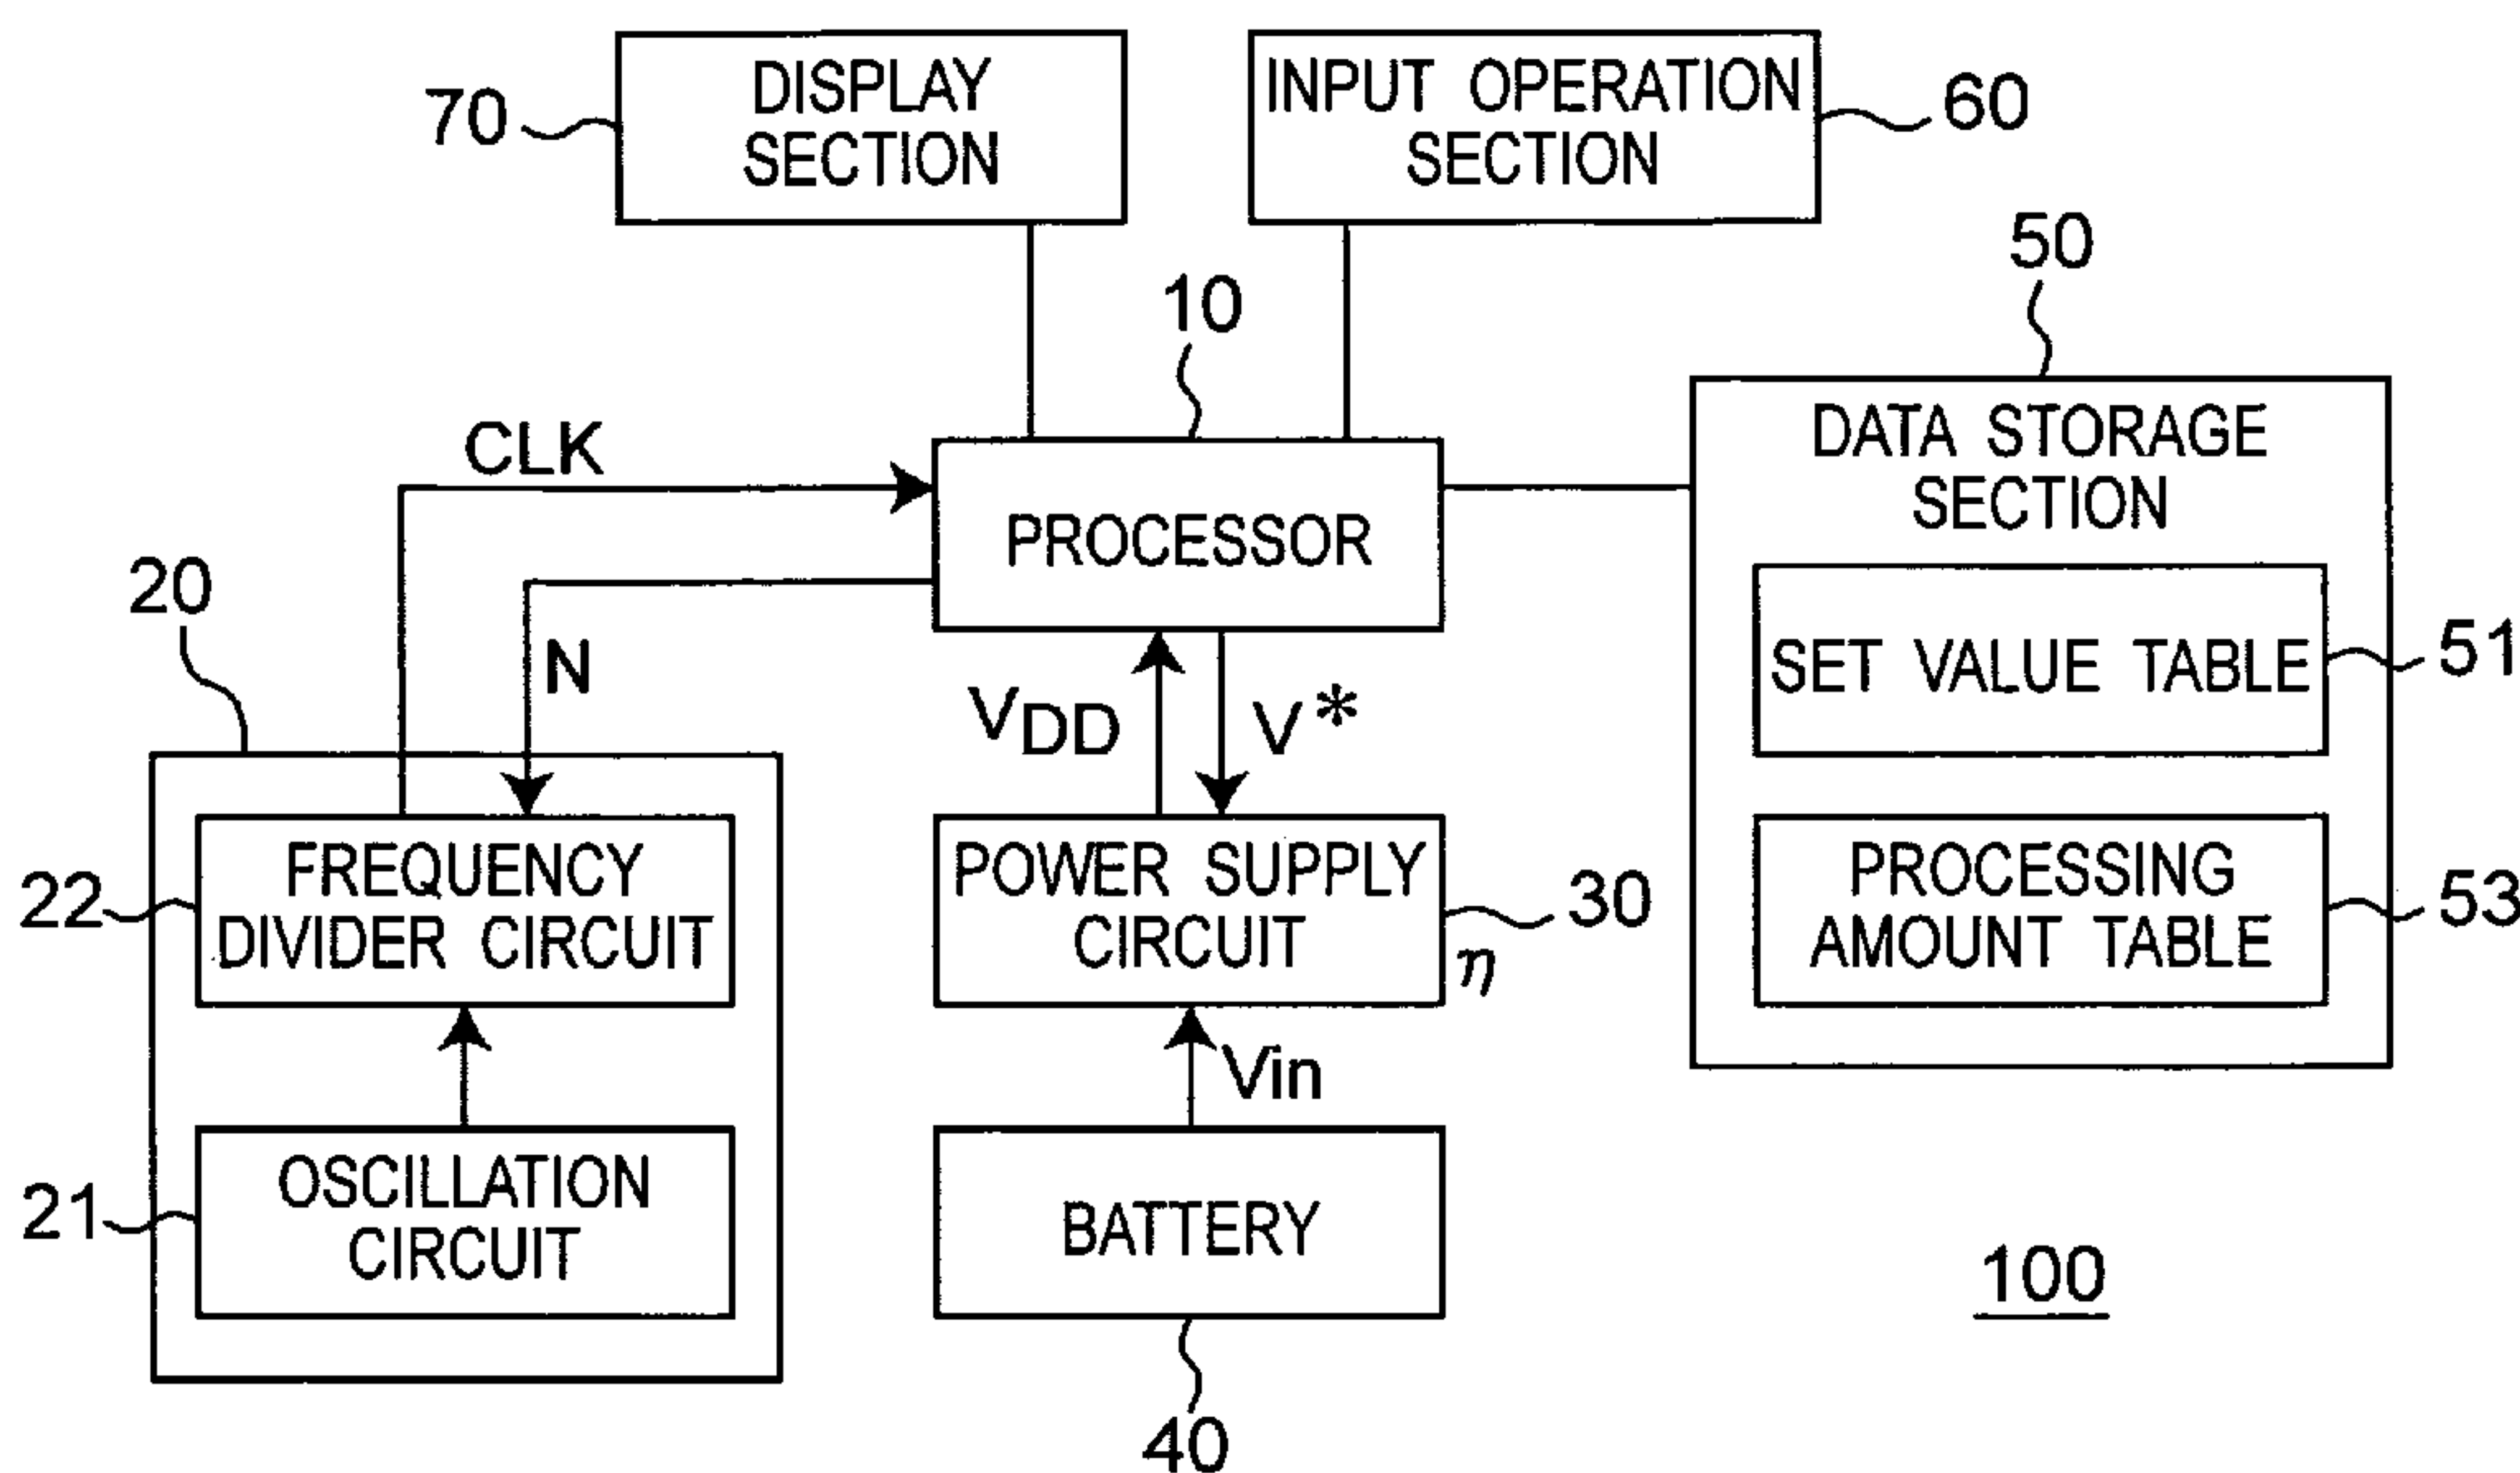 70
DISPLAY
SECTION
INPUT OPERATION
SECTION
60
10
50
CLK
PROCESSOR
DATA STORAGE
SECTION
20
N
VDD
V*
SET VALUE TABLE
51
22
FREQUENCY
DIVIDER CIRCUIT
POWER SUPPLY
CIRCUIT
30
η
PROCESSING
AMOUNT TABLE
53
Vin
21
OSCILLATION
CIRCUIT
BATTERY
40
100